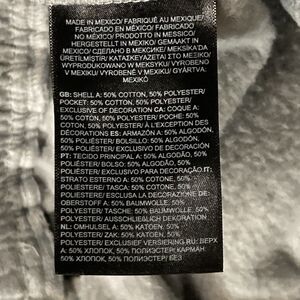 MADE IN MEXICO/ FABRIQUÉ AU MEXIQUE/
FABRICADO EN MÉXICO/ FABRICADO
NO MÉXICO/ PRODOTTO IN MESSICO/
HERGESTELLT IN MEXIKO/ GEMAAKT IN
MEXICO/ СДЕЛАНО В МЕКСИКЕ/ MEKSİKA'DA
ÜRETİLMİŞTİR/
WYPRODUKOWANO W MEKSYKU/ VYROBENO
V MEXIKU/ VYROBENÉ V MEXIKU/ GYÁRTVA:
MEXIKÓ
GB: SHELL A: 50% COTTON, 50% POLYESTER/
POCKET: 50% COTTON, 50% POLYESTER/
EXCLUSIVE OF DECORATION CA: COQUE A:
50% COTON, 50% POLYESTER/ POCHE: 50%
COTON, 50% POLYESTER/ À L'EXCEPTION DES
DÉCORATIONS ES: ARMAZÓN A: 50% ALGODÓN,
50% POLIÉSTER/ BOLSILLO: 50% ALGODÓN,
50% POLIÉSTER/ EXCLUSIVO DE DECORACIÓN
PT: TECIDO PRINCIPAL A: 50% ALGODÃO, 50%
POLIÉSTER/ BOLSO: 50% ALGODÃO, 50%
POLIÉSTER/ EXCLUSIVO PARA DECORAÇÃO IT:
STRATO ESTERNO A: 50% COTONE, 50%
POLIESTERE/ TASCA: 50% COTONE, 50%
POLIESTERE/ ESCLUSA LA DECORAZIONE DE:
OBERSTOFF A: 50% BAUMWOLLE, 50%
POLYESTER/ TASCHE: 50% BAUMWOLLE, 50%
POLYESTER/ AUSSCHLIEßLICH DEKORATION
NL: OMHULSEL A: 50% KATOEN, 50%
POLYESTER/ ZAK: 50% KATOEN, 50%
POLYESTER/ EXCLUSIEF VERSIERING RU: ВЕРХ
А: 50% ХЛОПОК, 50% ПОЛИЭСТЕР/ КАРМАН:
50% ХЛОПОК, 50% ПОЛИЭСТЕР/ БЕЗ